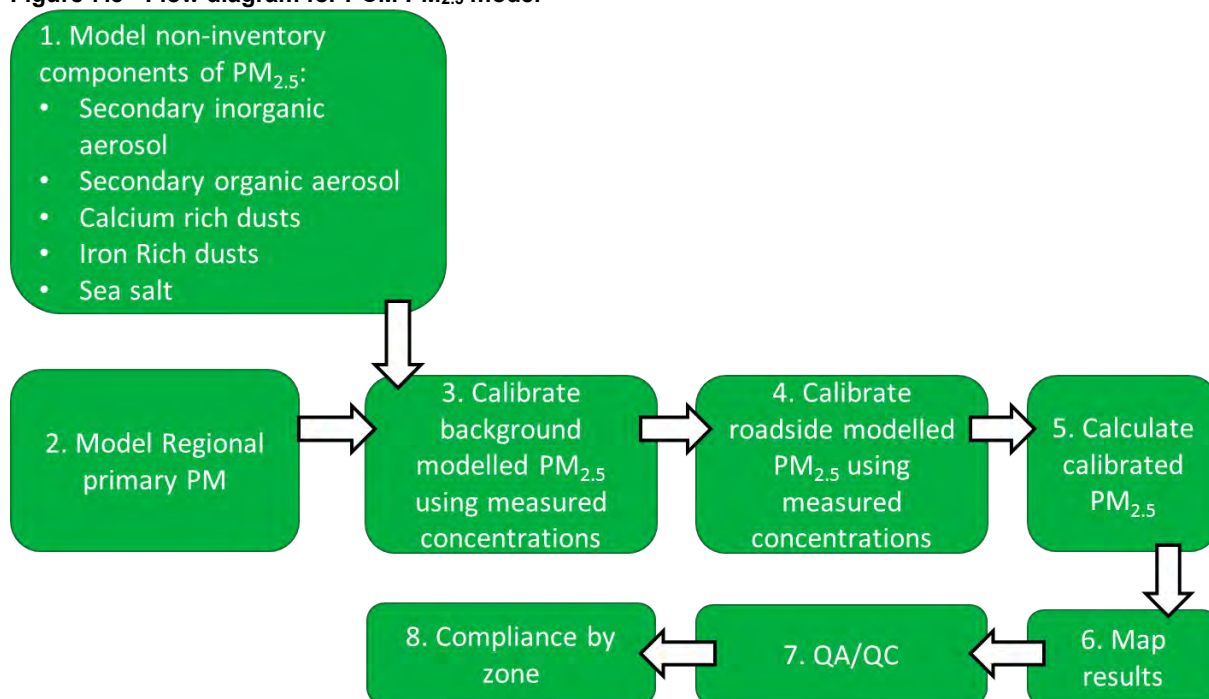 Figure - Flow diagram for PCM PM₂.₅ model
1. Model non-inventory
components of PM₂.₅:
• Secondary inorganic
aerosol
• Secondary organic aerosol
• Calcium rich dusts
• Iron Rich dusts
• Sea salt
2. Model Regional
primary PM
3. Calibrate
background
modelled PM₂.₅
using measured
concentrations
4. Calibrate
roadside modelled
PM₂.₅ using
measured
concentrations
5. Calculate
calibrated
PM₂.₅
6. Map
results
7. QA/QC
8. Compliance by
zone